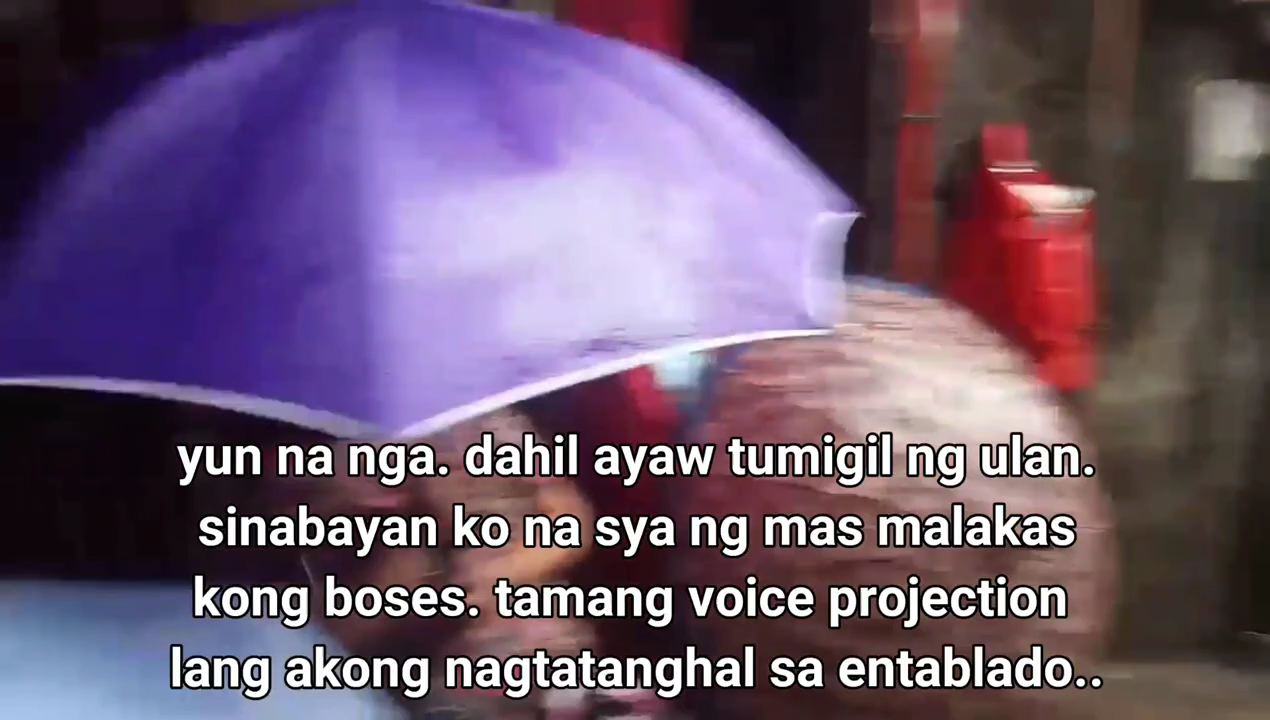 yun na nga. dahil ayaw tumigil ng ulan.
sinabayan ko na sya ng mas malakas
kong boses. tamang voice projection
lang akong nagtatanghal sa entablado..